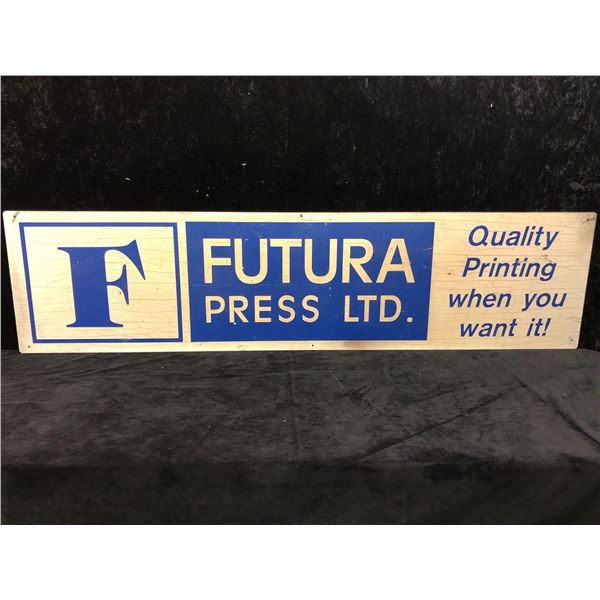 F
FUTURA
PRESS LTD.
Quality
Printing
when you
want it!